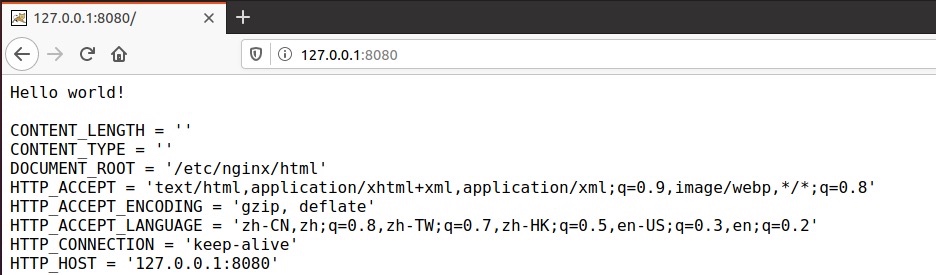 127.0.0.1:8080/
127.0.0.1:8080
Hello world!
CONTENT_LENGTH = ''
CONTENT_TYPE = ''
DOCUMENT_ROOT = '/etc/nginx/html'
HTTP_ACCEPT = 'text/html,application/xhtml+xml,application/xml;q=0.9,image/webp,*/*;q=0.8'
HTTP_ACCEPT_ENCODING = 'gzip, deflate'
HTTP_ACCEPT_LANGUAGE = 'zh-CN,zh;q=0.8,zh-TW;q=0.7,zh-HK;q=0.5,en-US;q=0.3,en;q=0.2'
HTTP_CONNECTION = 'keep-alive'
HTTP_HOST = '127.0.0.1:8080'